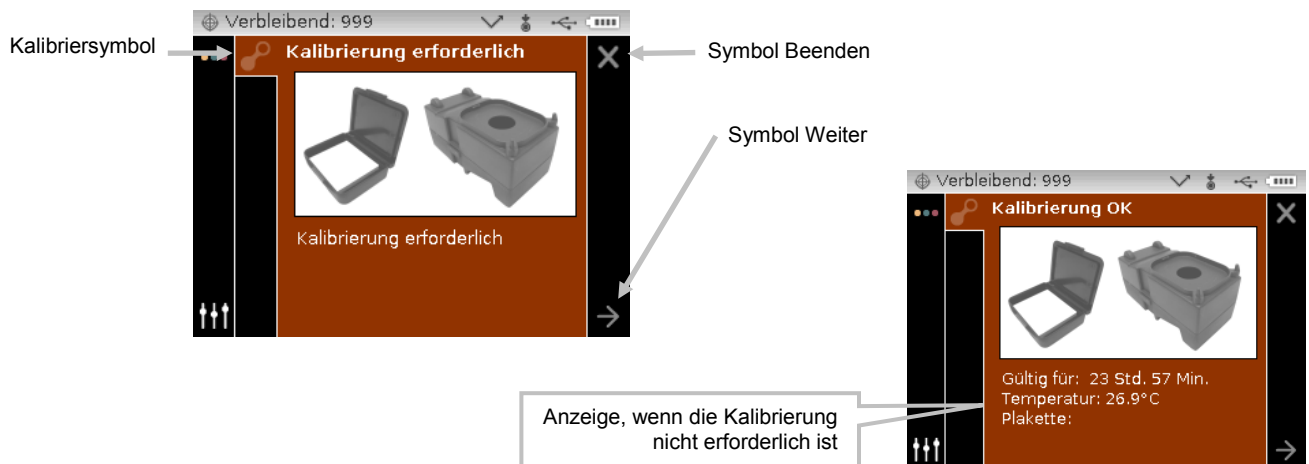 Verbleibend: 999
Kalibriersymbol
Kalibrierung erforderlich
Symbol Beenden
Kalibrierung erforderlich
Symbol Weiter
Verbleibend: 999
Kalibrierung OK
Gültig für: 23 Std. 57 Min.
Temperatur: 26.9°C
Plakette:
Anzeige, wenn die Kalibrierung
nicht erforderlich ist